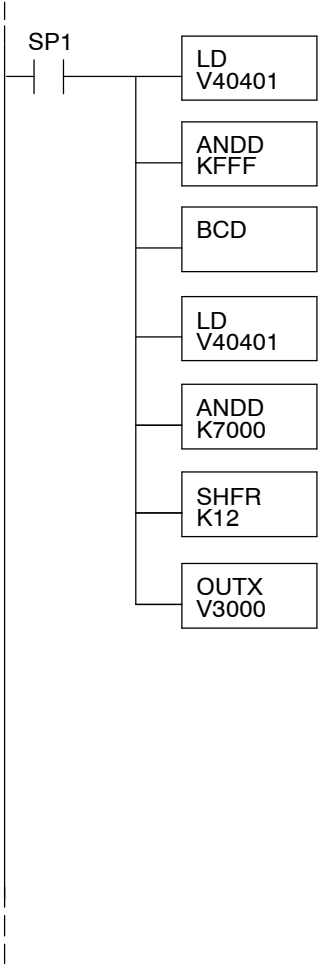 SP1
LD
V40401
ANDD
KFFF
BCD
LD
V40401
ANDD
K7000
SHFR
K12
OUTX
V3000